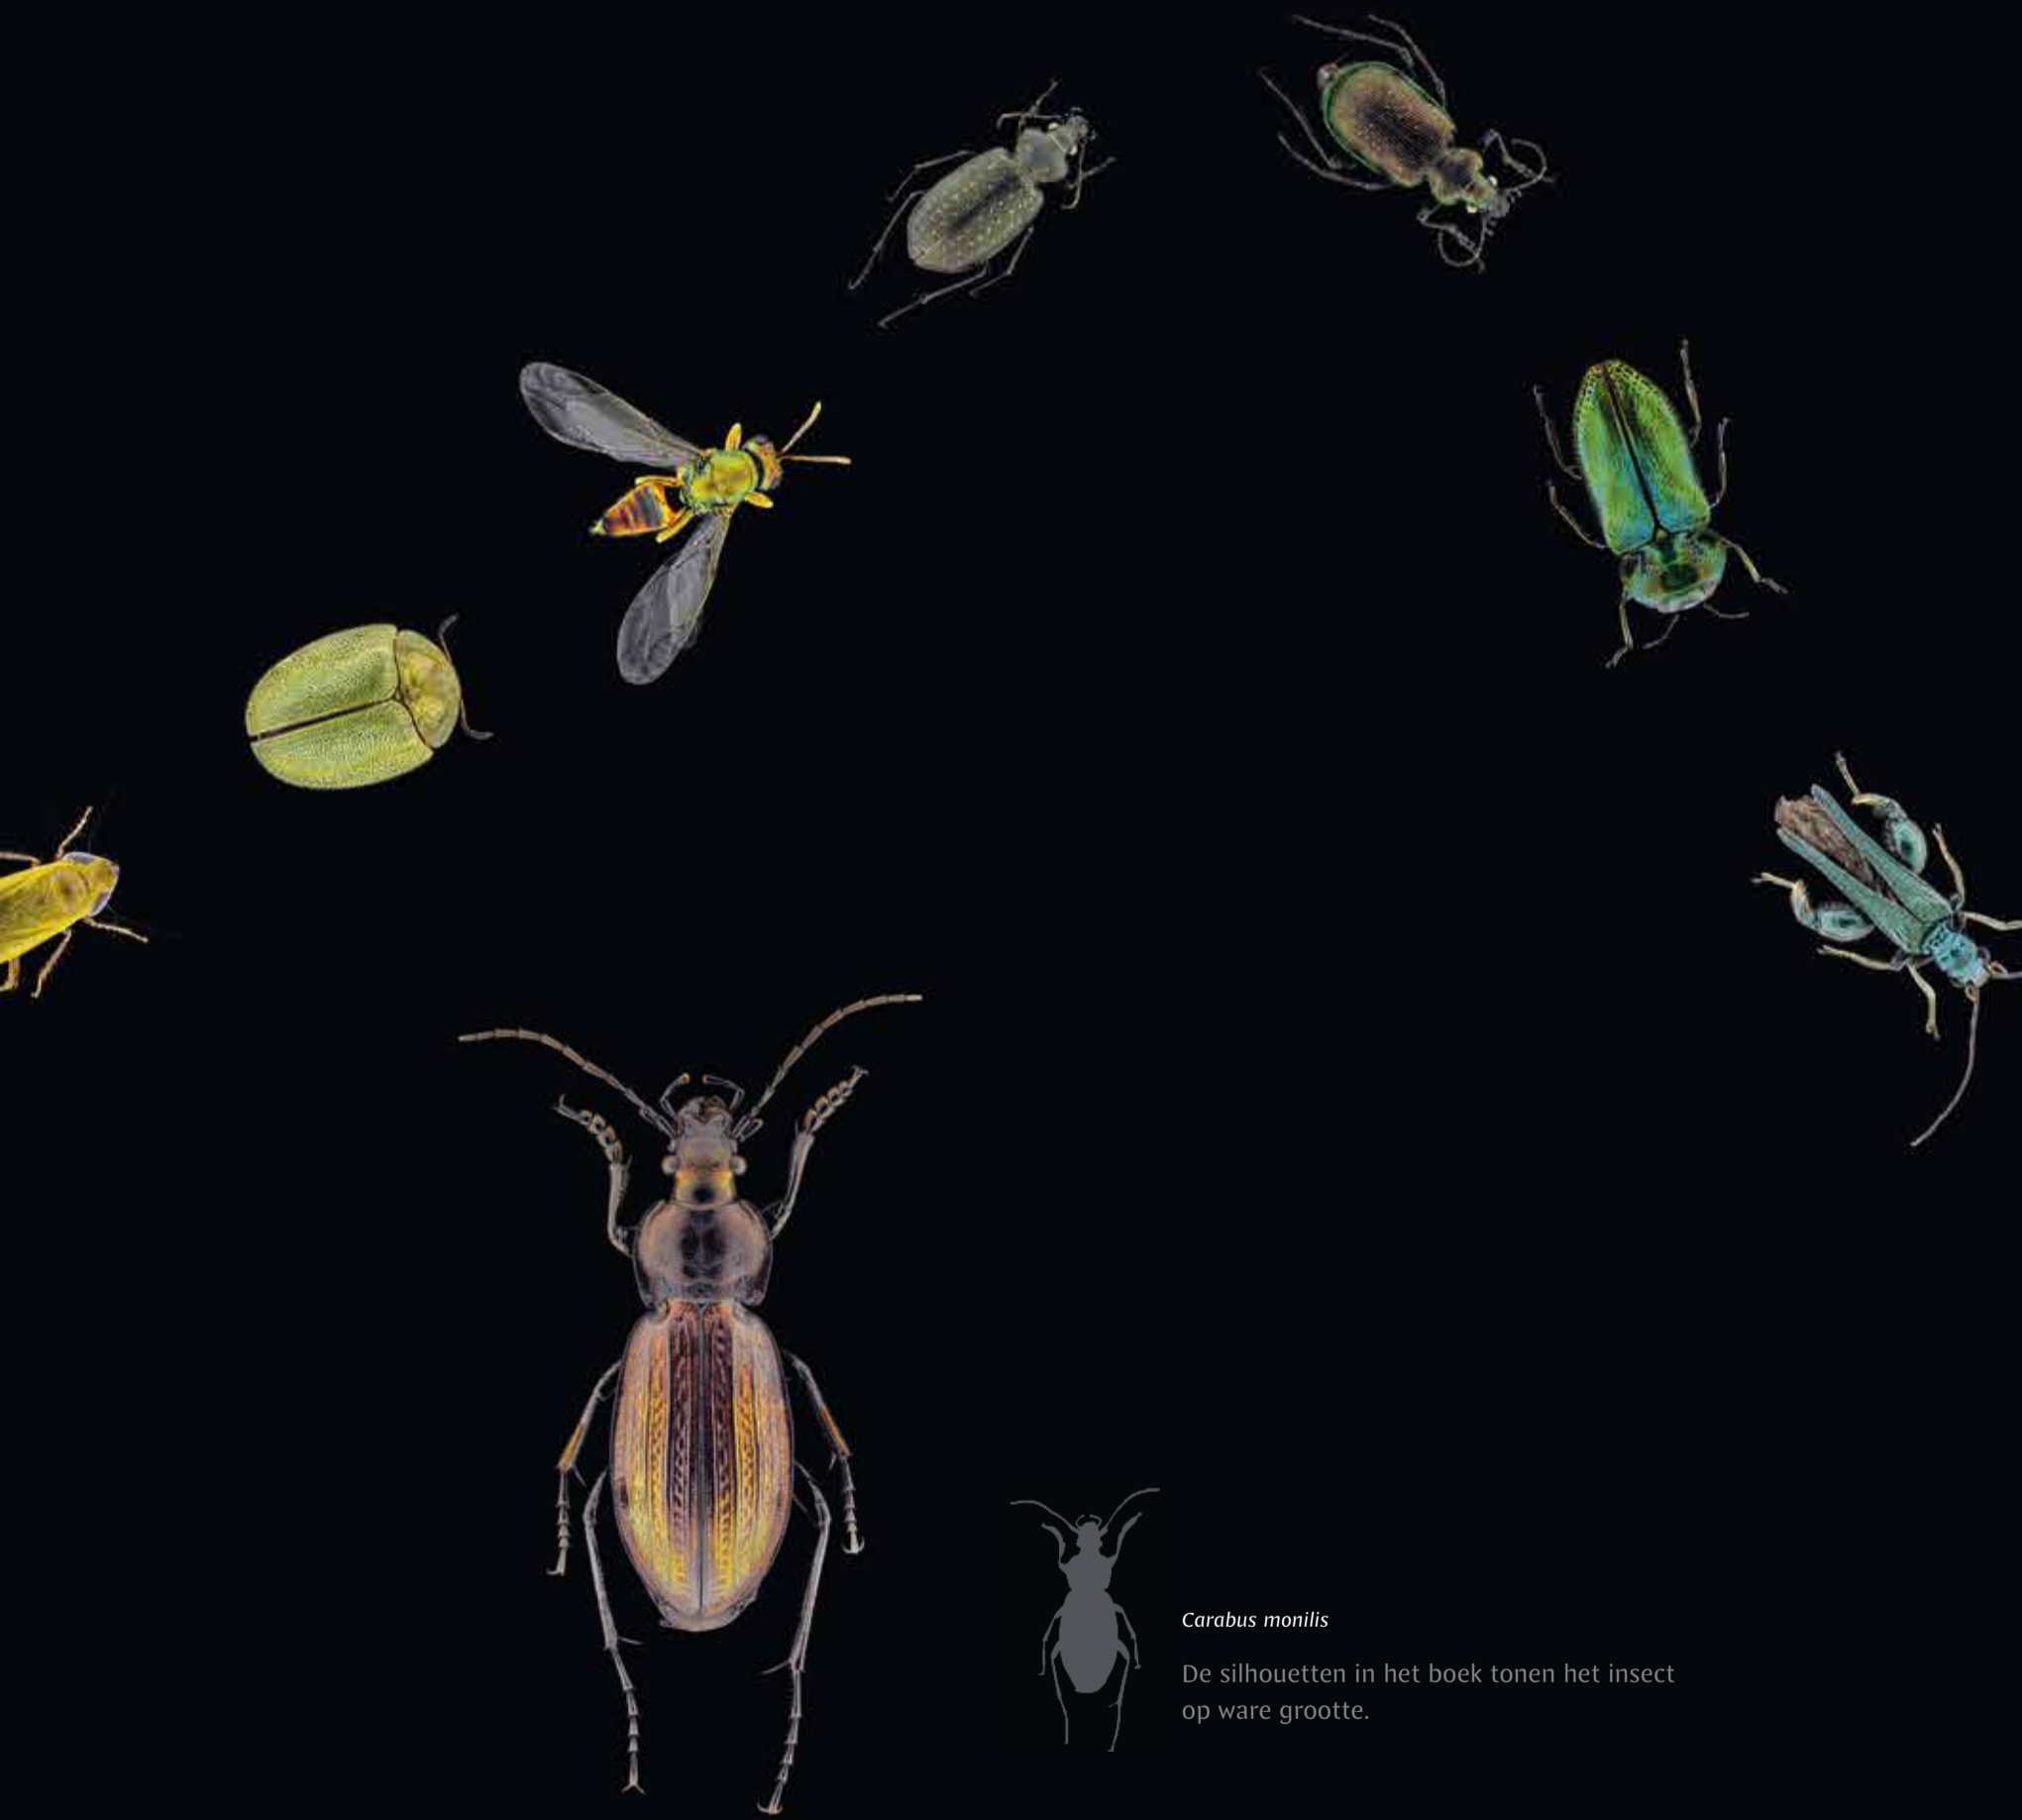 Carabus monilis
De silhouetten in het boek tonen het insect
op ware grootte.